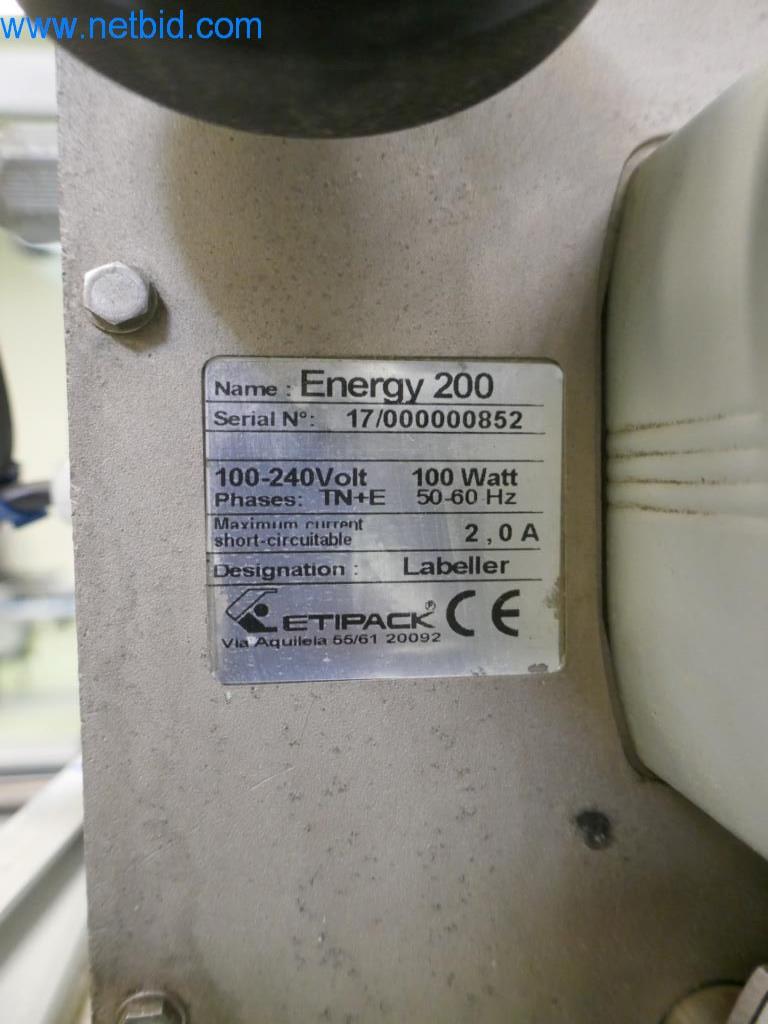 www.netbid.com
Name : Energy 200
Serial N°: 17/000000852
100-240Volt 100 Watt
Phases: TN+E 50-60 Hz
Maximum current
short-circuitable 2,0 A
Designation : Labeller
ETIPACK® CE
Via Aquileia 55/61 20092